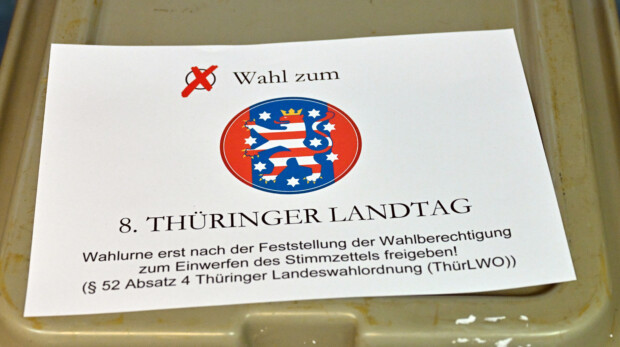 Wahl zum
8. THÜRINGER LANDTAG
Wahlurne erst nach der Feststellung der Wahlberechtigung
zum Einwerfen des Stimmzettels freigeben!
(§ 52 Absatz 4 Thüringer Landeswahlordnung (ThürLWO))